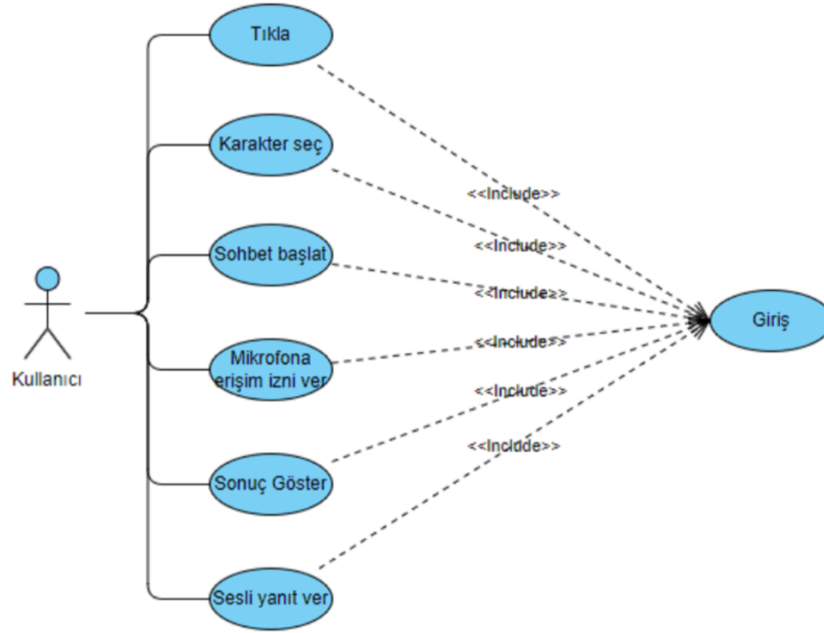 Tıkla
Karakter seç
<<Include>>
<<Include>>
Sohbet başlat
<<Include>>
Giriş
<<Include>>
Mikrofona
erişim izni ver
Kullanıcı
<<Include>>
<<Include>>
Sonuç Göster
Sesli yanıt ver